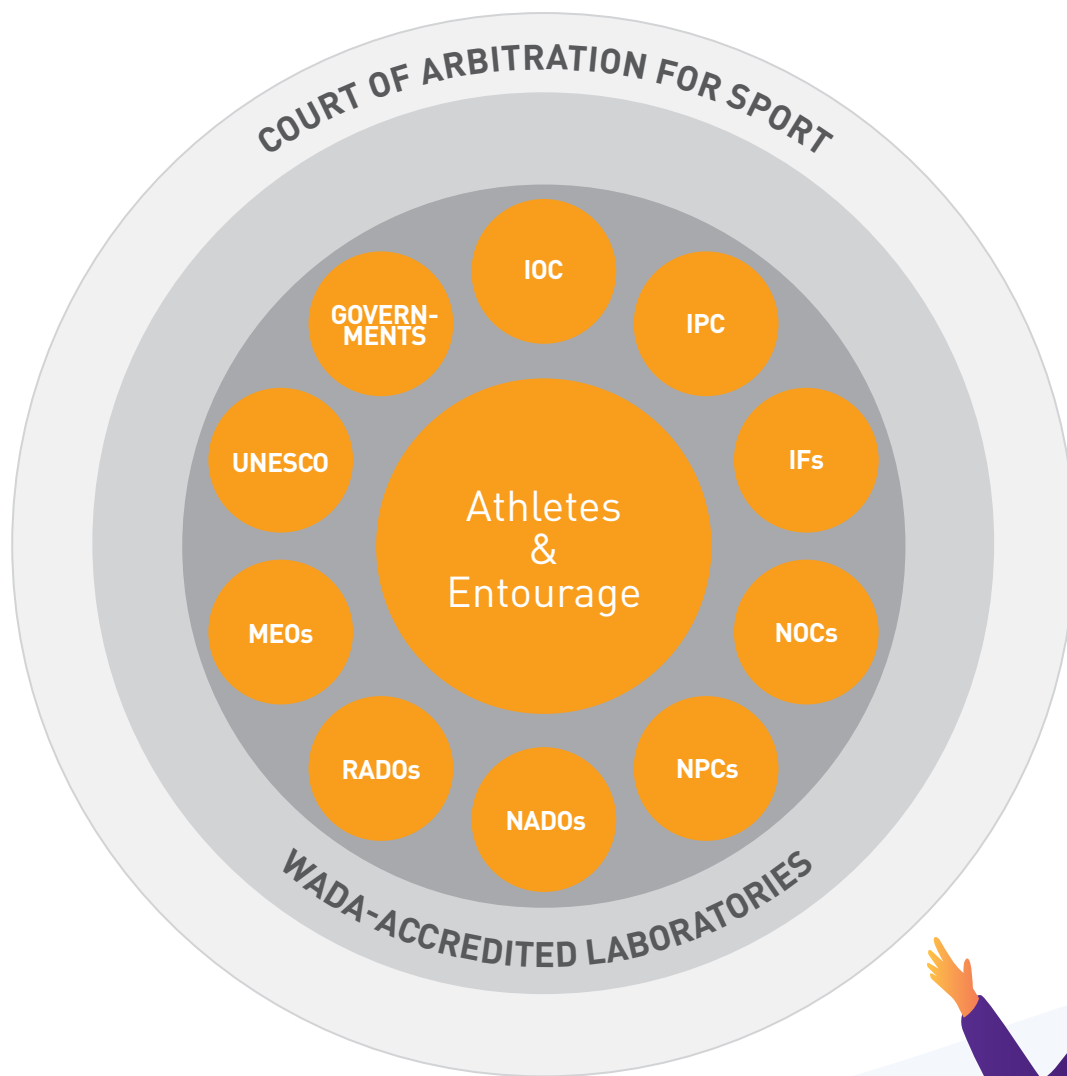 COURT OF ARBITRATION FOR SPORT
IOC
GOVERN-
MENTS
IPC
UNESCO
IFs
Athletes
&
Entourage
MEOs
NOCs
RADOs
NPCs
NADOs
WADA-ACCREDITED LABORATORIES